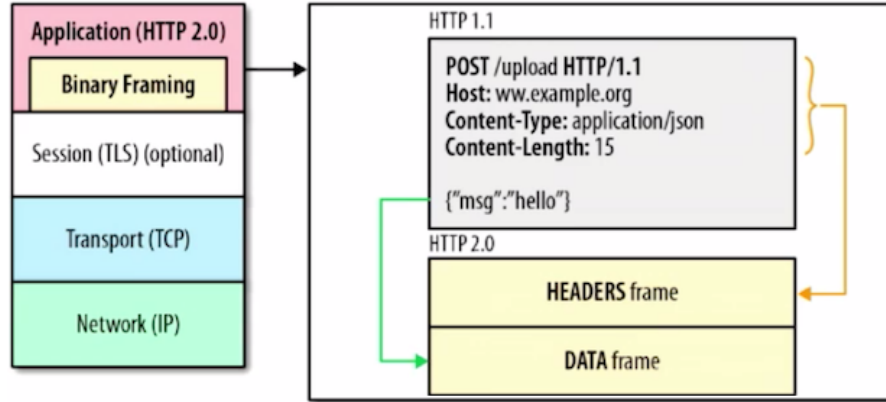 Application (HTTP 2.0)
Binary Framing
Session (TLS) (optional)
Transport (TCP)
Network (IP)
HTTP 1.1
POST /upload HTTP/1.1
Host: ww.example.org
Content-Type: application/json
Content-Length: 15
{"msg":"hello"}
HTTP 2.0
HEADERS frame
DATA frame